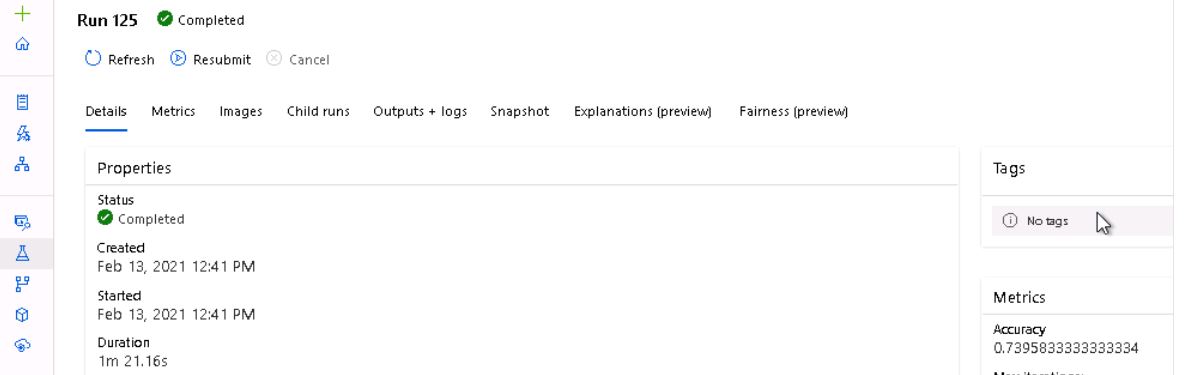 Run 125 Completed
Refresh Resubmit Cancel
Details Metrics Images Child runs Outputs + logs Snapshot Explanations (preview) Fairness (preview)
Properties
Status
Completed
Created
Feb 13, 2021 12:41 PM
Started
Feb 13, 2021 12:41 PM
Duration
1m 21.16s
Tags
No tags
Metrics
Accuracy
0.7395833333333334